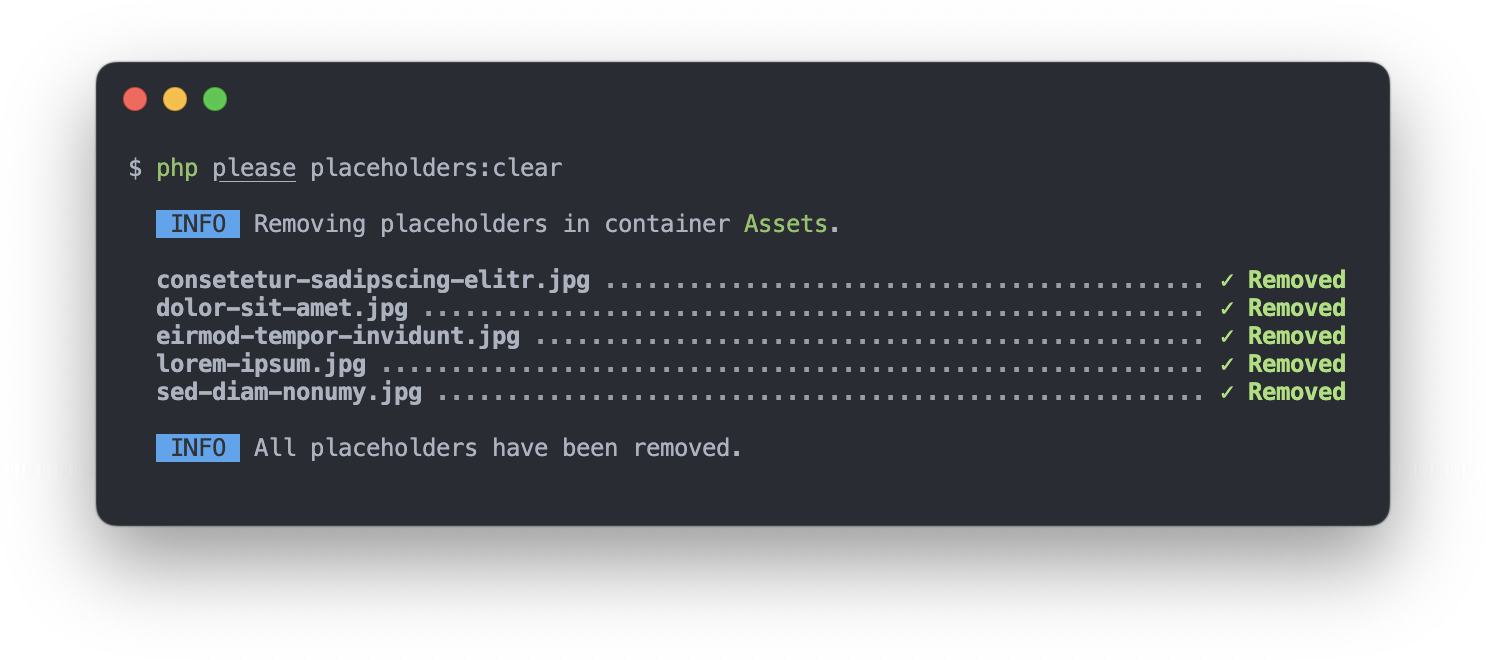 $ php please placeholders:clear
INFO Removing placeholders in container Assets.
consetetur-sadipscing-elitr.jpg ........................................... ✓ Removed
dolor-sit-amet.jpg ........................................................ ✓ Removed
eirmod-tempor-invidunt.jpg ................................................ ✓ Removed
lorem-ipsum.jpg ........................................................... ✓ Removed
sed-diam-nonumy.jpg ....................................................... ✓ Removed
INFO All placeholders have been removed.